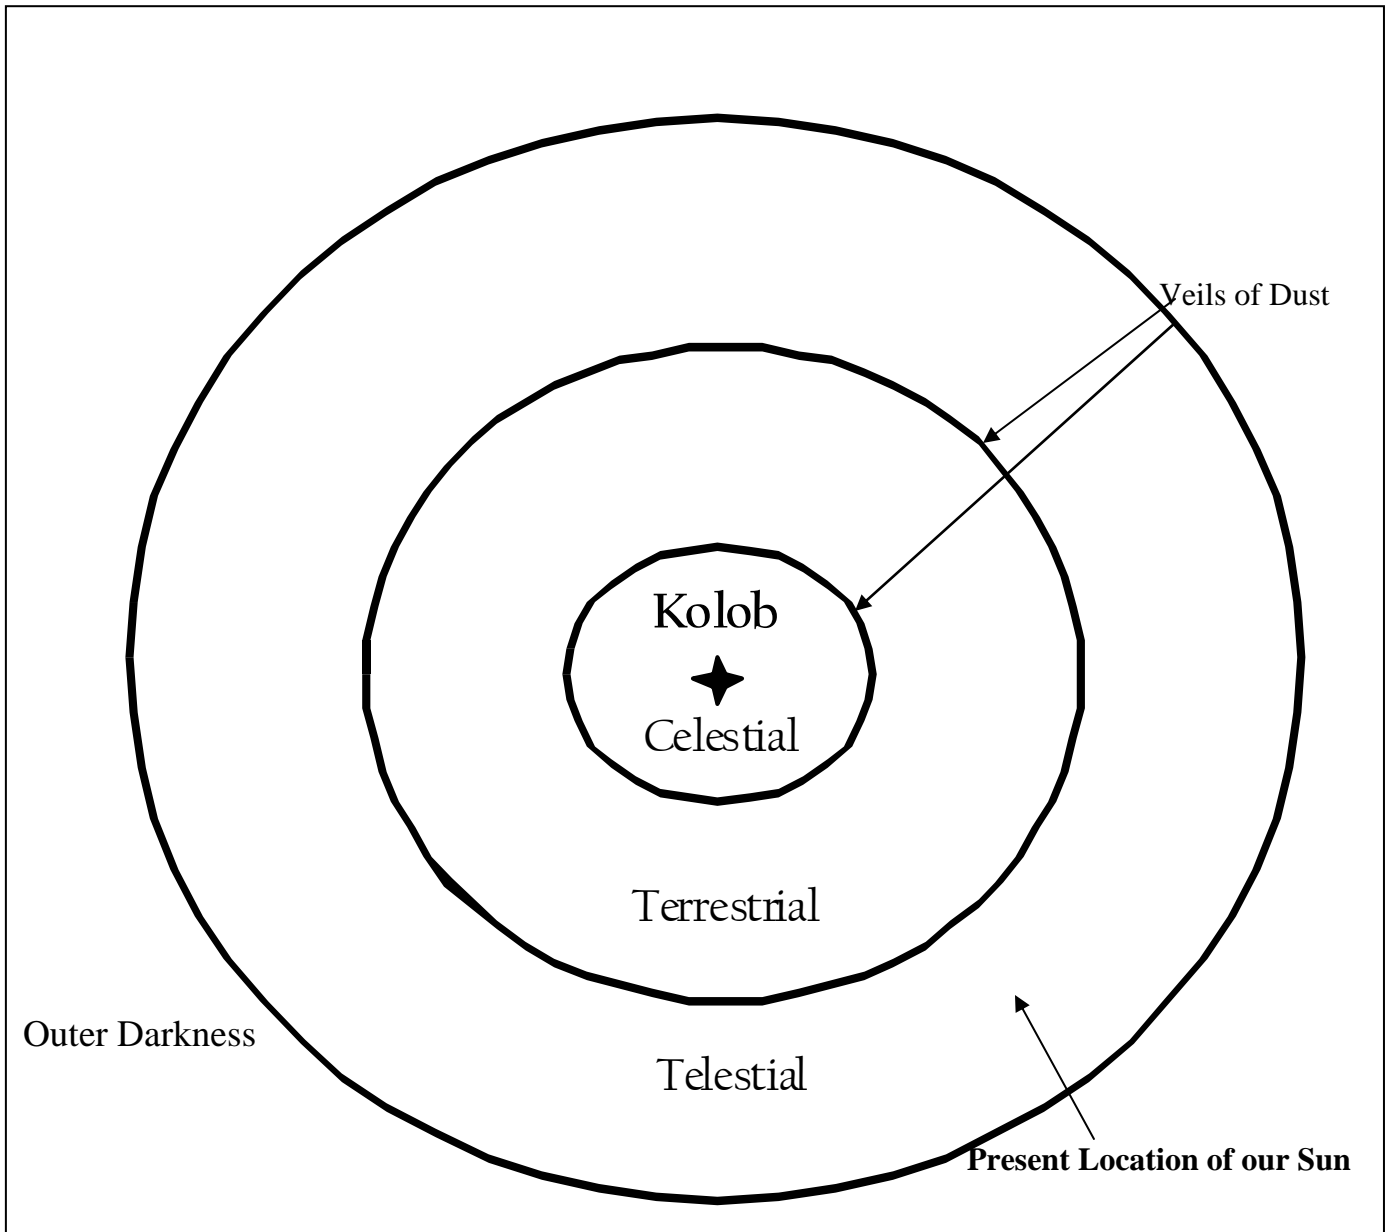 Veils of Dust
Kolob
Celestial
Terrestrial
Outer Darkness
Telestial
Present Location of our Sun